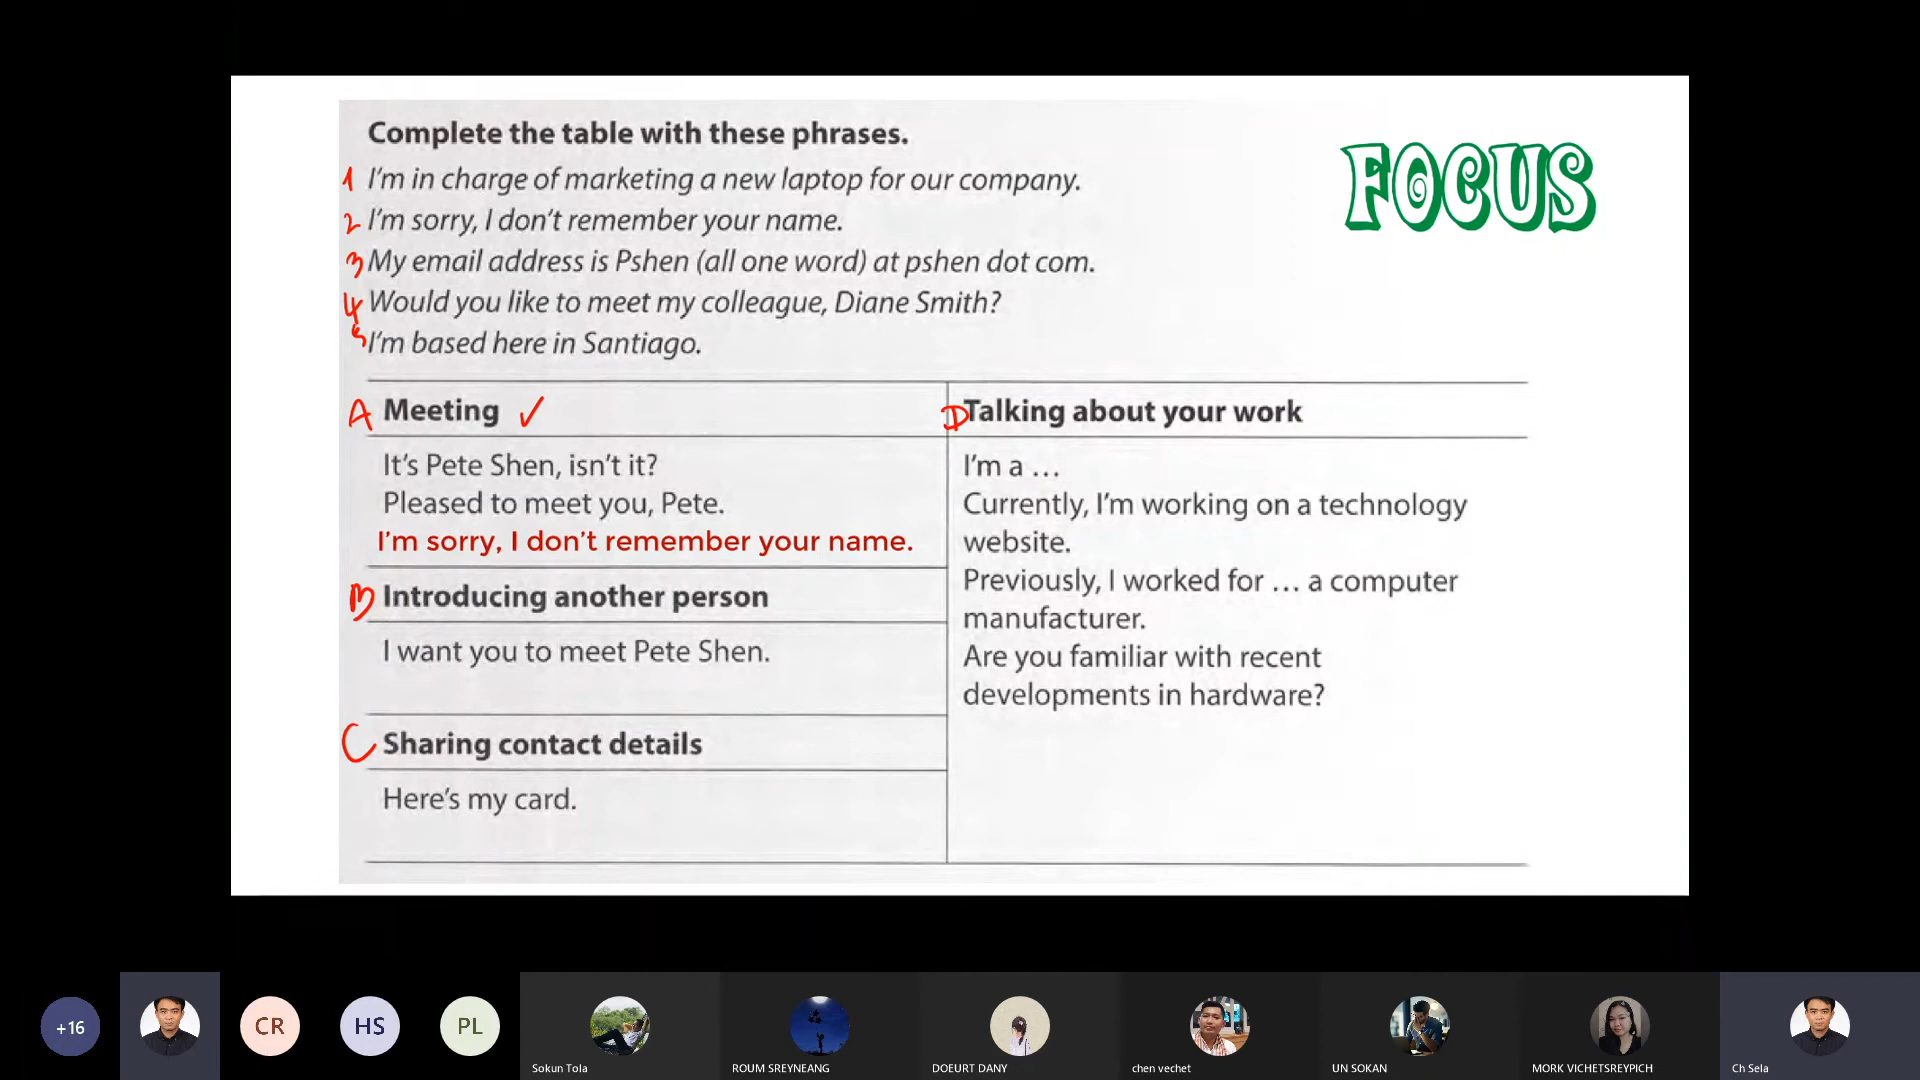 Complete the table with these phrases.
FOCUS
1 I'm in charge of marketing a new laptop for our company.
2 I'm sorry, I don't remember your name.
3 My email address is Pshen (all one word) at pshen dot com.
4 Would you like to meet my colleague, Diane Smith?
5 I'm based here in Santiago.
A Meeting ✓
It's Pete Shen, isn't it?
Pleased to meet you, Pete.
I'm sorry, I don't remember your name.
B Introducing another person
I want you to meet Pete Shen.
C Sharing contact details
Here's my card.
D Talking about your work
I'm a …
Currently, I'm working on a technology
website.
Previously, I worked for … a computer
manufacturer.
Are you familiar with recent
developments in hardware?
+16
CR
HS
PL
Sokun Tola
ROUM SREYNEANG
DOEURT DANY
chen vechet
UN SOKAN
MORK VICHETSREYPICH
Ch Sela